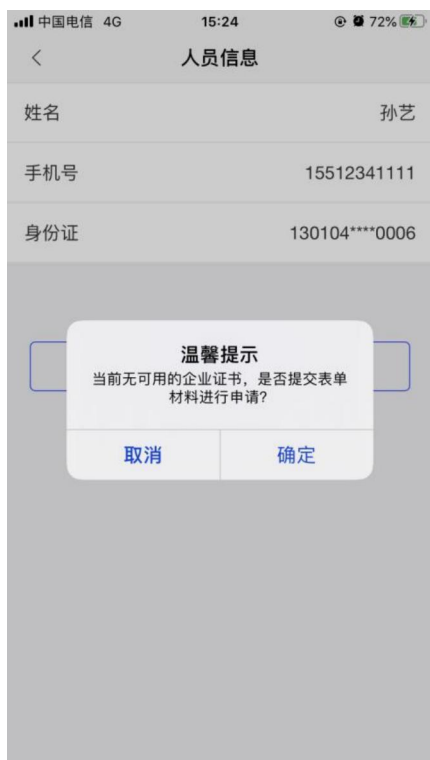 中国电信 4G 15:24 72%
人员信息
姓名 孙艺
手机号 15512341111
身份证 130104****0006
温馨提示
当前无可用的企业证书，是否提交表单
材料进行申请？
取消 确定